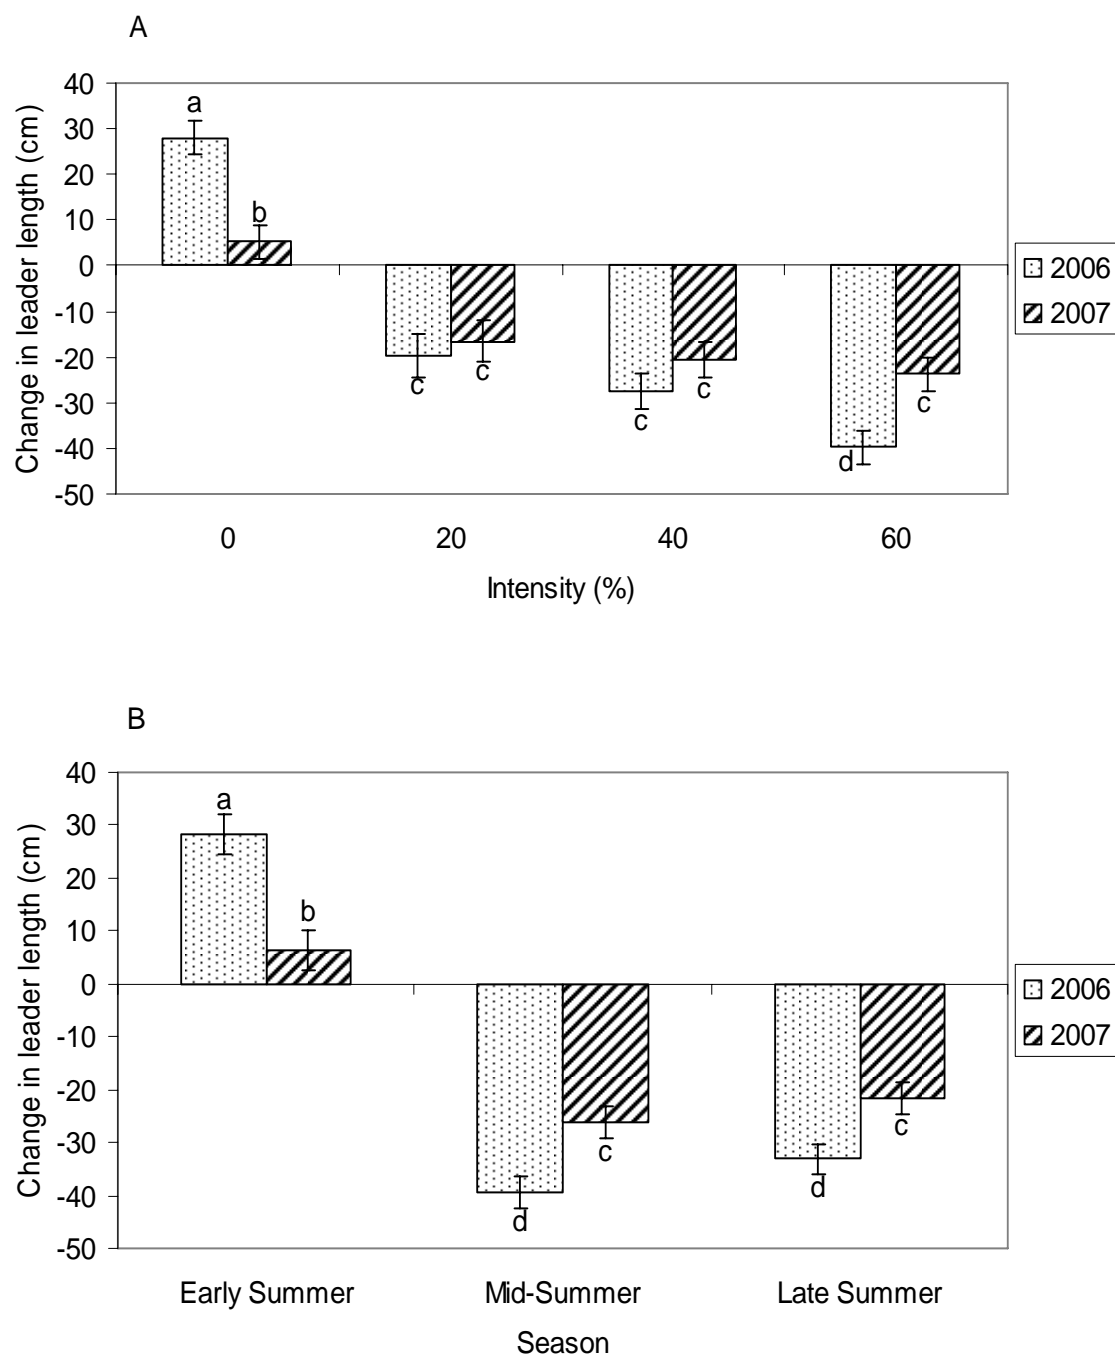 A
Change in leader length (cm)
40
30
20
10
0
-10
-20
-30
-40
-50
a
b
c
c
c
c
d
c
0 20 40 60
Intensity (%)
2006
2007
B
Change in leader length (cm)
40
30
20
10
0
-10
-20
-30
-40
-50
a
b
d
c
d
c
Early Summer Mid-Summer Late Summer
Season
2006
2007